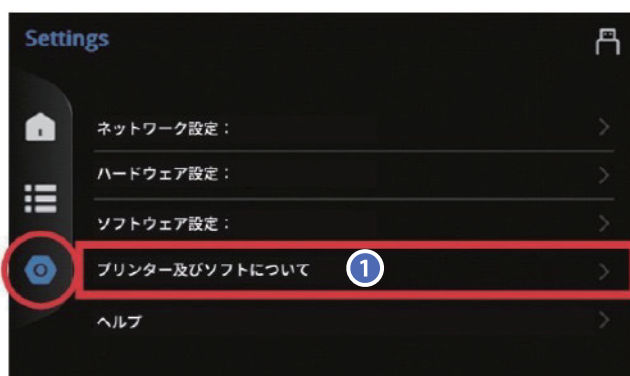 Settings
ネットワーク設定：
ハードウェア設定：
ソフトウェア設定：
プリンター及びソフトについて 1
ヘルプ